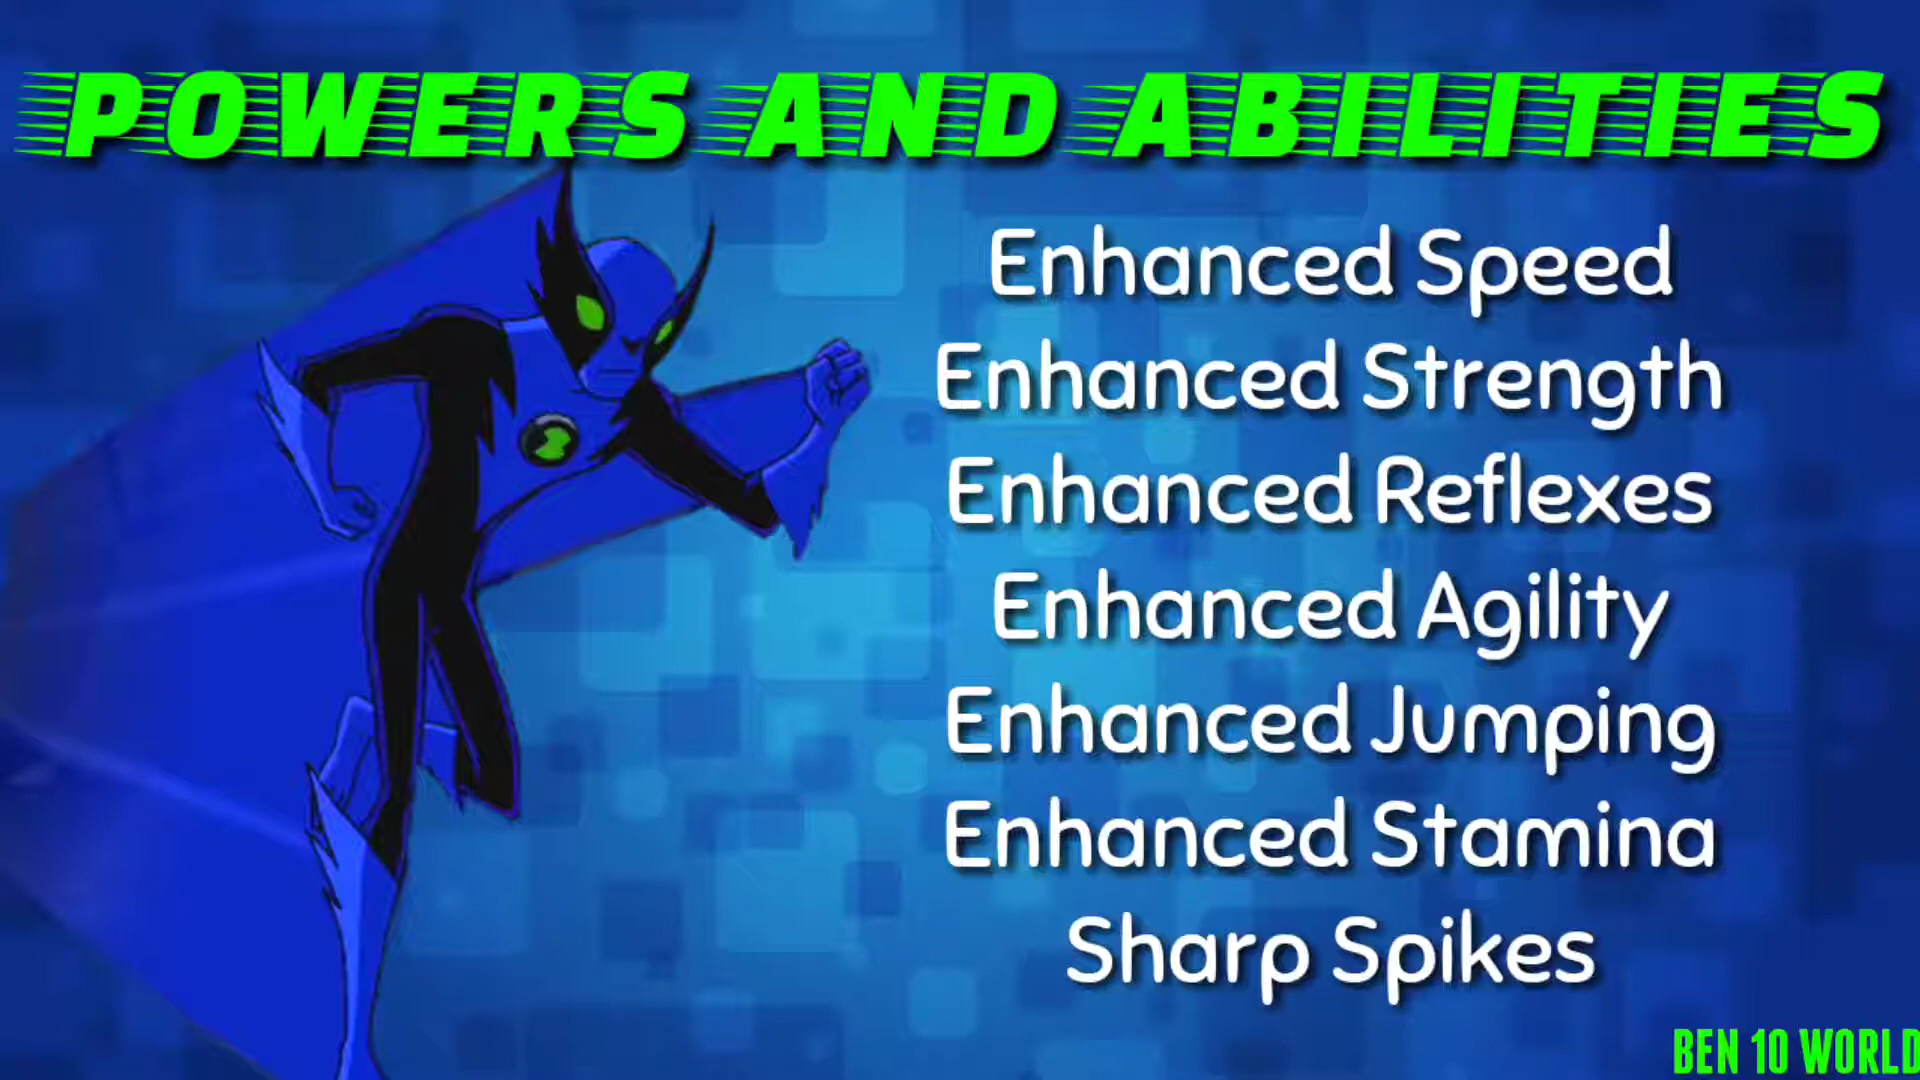 POWERS AND ABILITIES
Enhanced Speed
Enhanced Strength
Enhanced Reflexes
Enhanced Agility
Enhanced Jumping
Enhanced Stamina
Sharp Spikes
BEN 10 WORLD